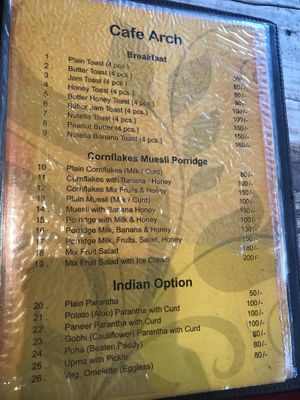 Cafe Arch
Breakfast
1. Plain Toast (4 pcs.)
2. Butter Toast (4 pcs.)
3. Jam Toast (4 pcs.)
4. Honey Toast (4 pcs.)
5. Butter Honey Toast (4 pcs.)
6. Butter Jam Toast (4 pcs.)
7. Nutella Toast (4 pcs.) 150/-
8. Peanut Butter (4 pcs.) 150/-
9. Nutella Banana Toast (4 pcs.) 160/-
Cornflakes Muesli Porridge
10. Plain Cornflakes (Milk / Curd) 80/-
11. Cornflakes with Banana / Honey 100/-
12. Cornflakes Mix Fruits & Honey 150/-
13. Plain Muesli (Milk / Curd) 100/-
14. Muesli with Banana Honey
15. Porridge with Milk & Honey 100/-
16. Porridge Milk, Banana & Honey 130/-
17. Porridge Milk, Fruits, Salad, Honey 150/-
18. Mix Fruit Salad 160/-
19. Mix Fruit Salad with Ice Cream 200/-
Indian Option
20. Plain Parantha 50/-
21. Potato (Aloo) Parantha with Curd 80/-
22. Paneer Parantha with Curd 100/-
23. Gobhi (Cauliflower) Parantha with Curd 80/-
24. Poha (Beaten Paddy) 80/-
25. Upma with Pickle 80/-
26. Veg. Omelette (Eggless) 80/-